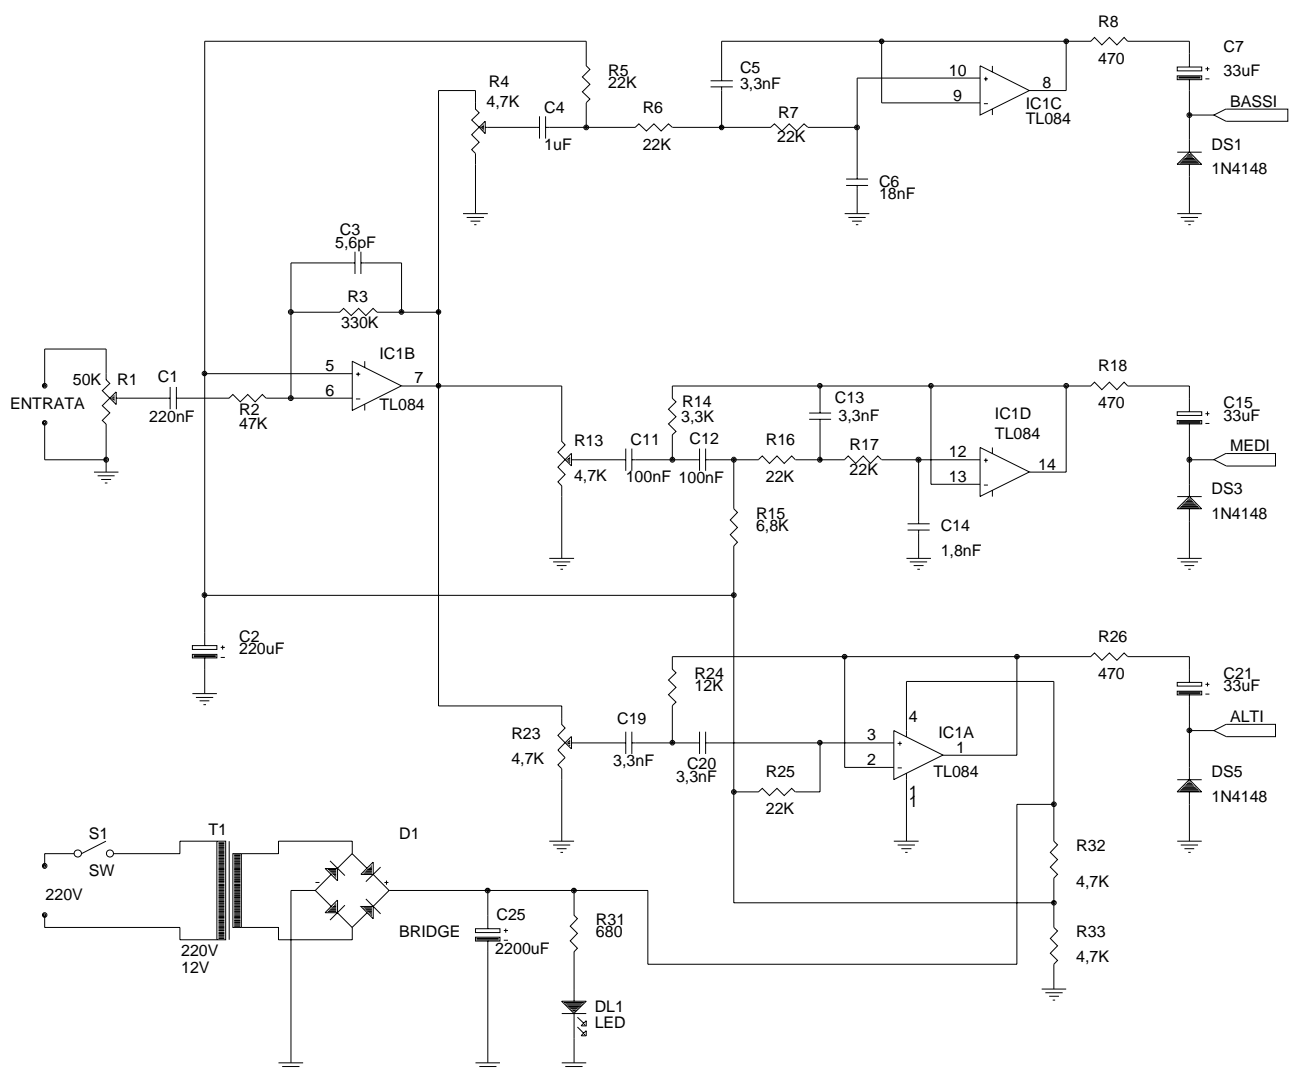 R8
470
C7
33uF
BASSI
DS1
1N4148
R4
4,7K
C4
1uF
R5
22K
R6
22K
C5
3,3nF
R7
22K
10
9
8
IC1C
TL084
C6
18nF
C3
5,6pF
R3
330K
IC1B
5
6
7
TL084
50K
R1
ENTRATA
C1
220nF
R2
47K
R13
4,7K
C11
100nF
R14
3,3K
C12
100nF
R16
22K
C13
3,3nF
R17
22K
IC1D
TL084
12
13
14
R18
470
C15
33uF
MEDI
DS3
1N4148
R15
6,8K
C14
1,8nF
C2
220uF
R24
12K
R26
470
C21
33uF
ALTI
DS5
1N4148
R23
4,7K
C19
3,3nF
C20
3,3nF
3
2
4
IC1A
1
TL084
1
1
R25
22K
R32
4,7K
R33
4,7K
S1
SW
220V
T1
220V
12V
D1
BRIDGE
C25
2200uF
R31
680
DL1
LED